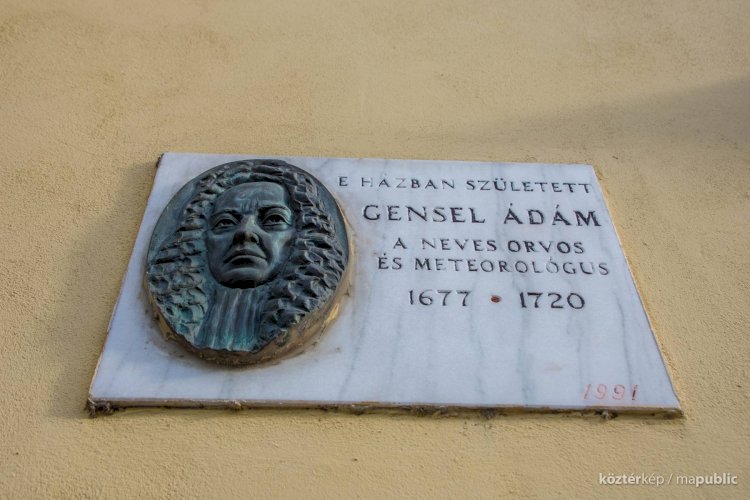 E HÁZBAN SZÜLETETT
GENSEL ÁDÁM
A NEVES ORVOS
ÉS METEOROLÓGUS
1677 • 1720
1991
köztérkép / mapublic